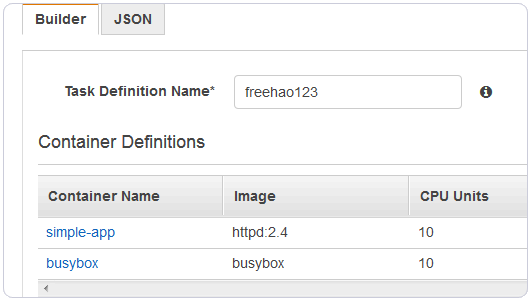 Builder JSON
Task Definition Name* freehao123
Container Definitions
Container Name Image CPU Units
simple-app httpd:2.4 10
busybox busybox 10